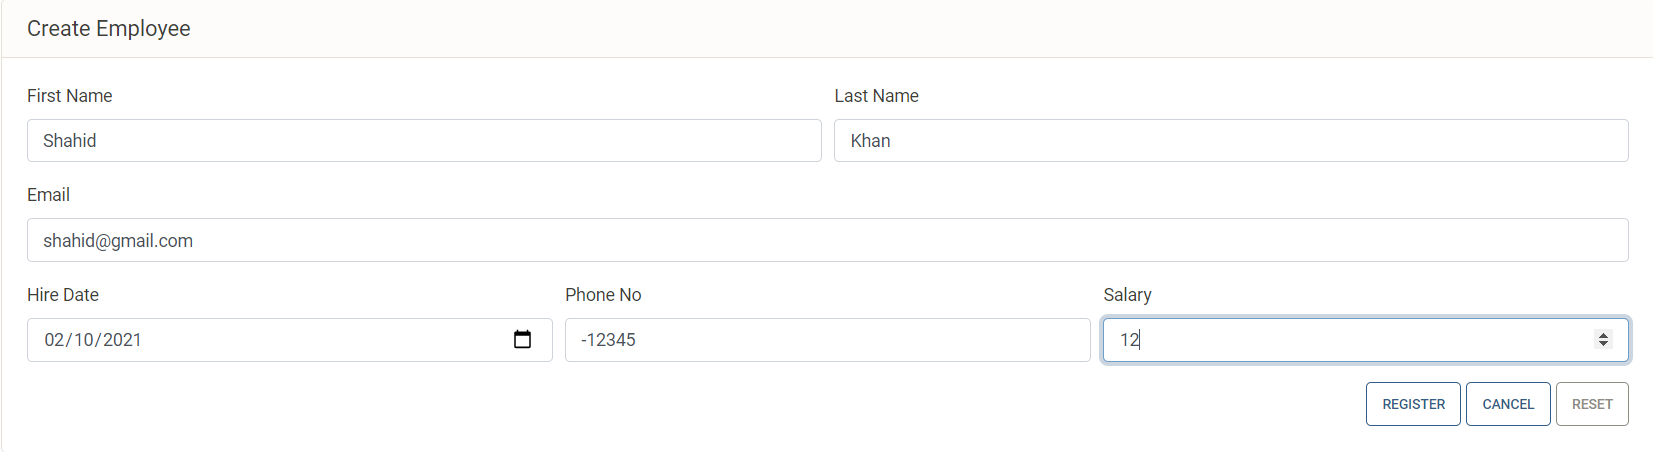 Create Employee
First Name Last Name
Shahid Khan
Email
shahid@gmail.com
Hire Date Phone No Salary
02/10/2021 -12345 12
REGISTER CANCEL RESET